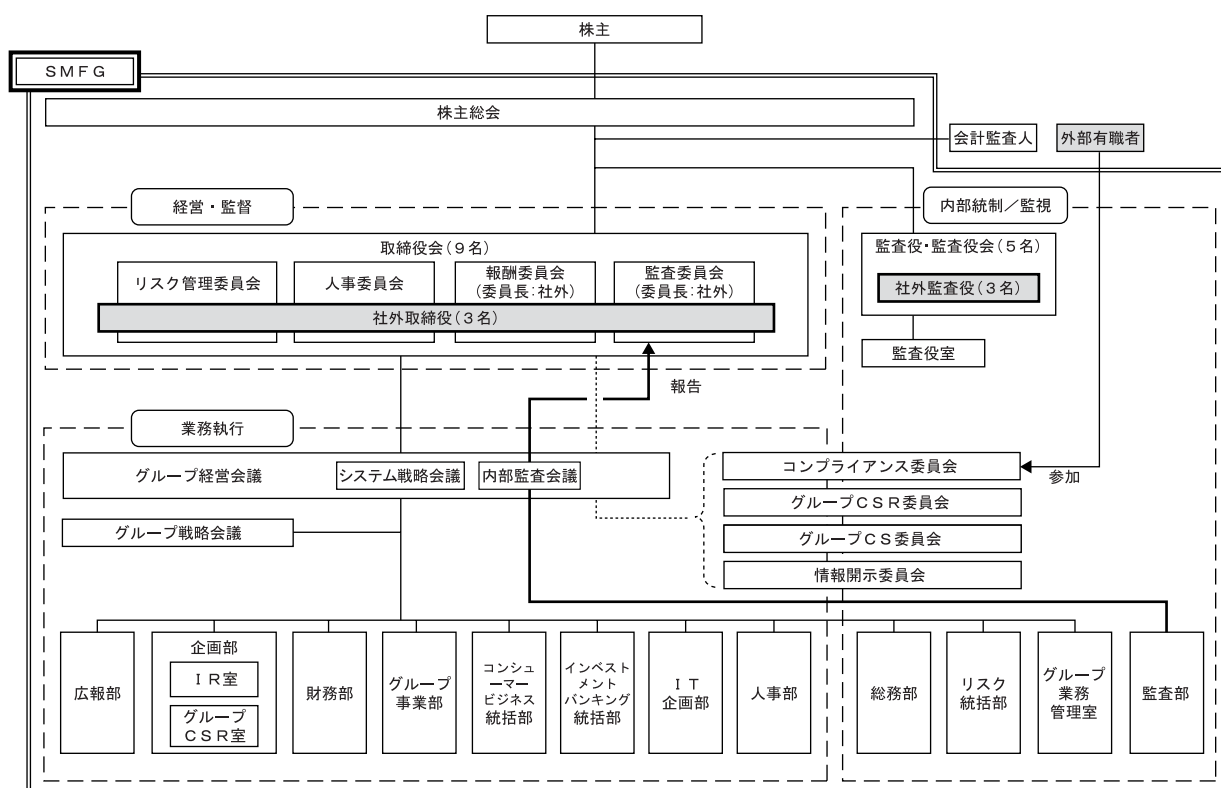 株主
SMFG
株主総会
会計監査人
外部有職者
経営・監督
内部統制／監視
取締役会（9名）
監査役・監査役会（5名）
リスク管理委員会
人事委員会
報酬委員会
（委員長：社外）
監査委員会
（委員長：社外）
社外監査役（3名）
社外取締役（3名）
監査役室
報告
業務執行
グループ経営会議
システム戦略会議
内部監査会議
コンプライアンス委員会
参加
グループCSR委員会
グループ戦略会議
グループCS委員会
情報開示委員会
広報部
企画部
IR室
グループ
CSR室
財務部
グループ
事業部
コンシュ
ーマー
ビジネス
統括部
インベスト
メント
バンキング
統括部
IT
企画部
人事部
総務部
リスク
統括部
グループ
業務
管理室
監査部